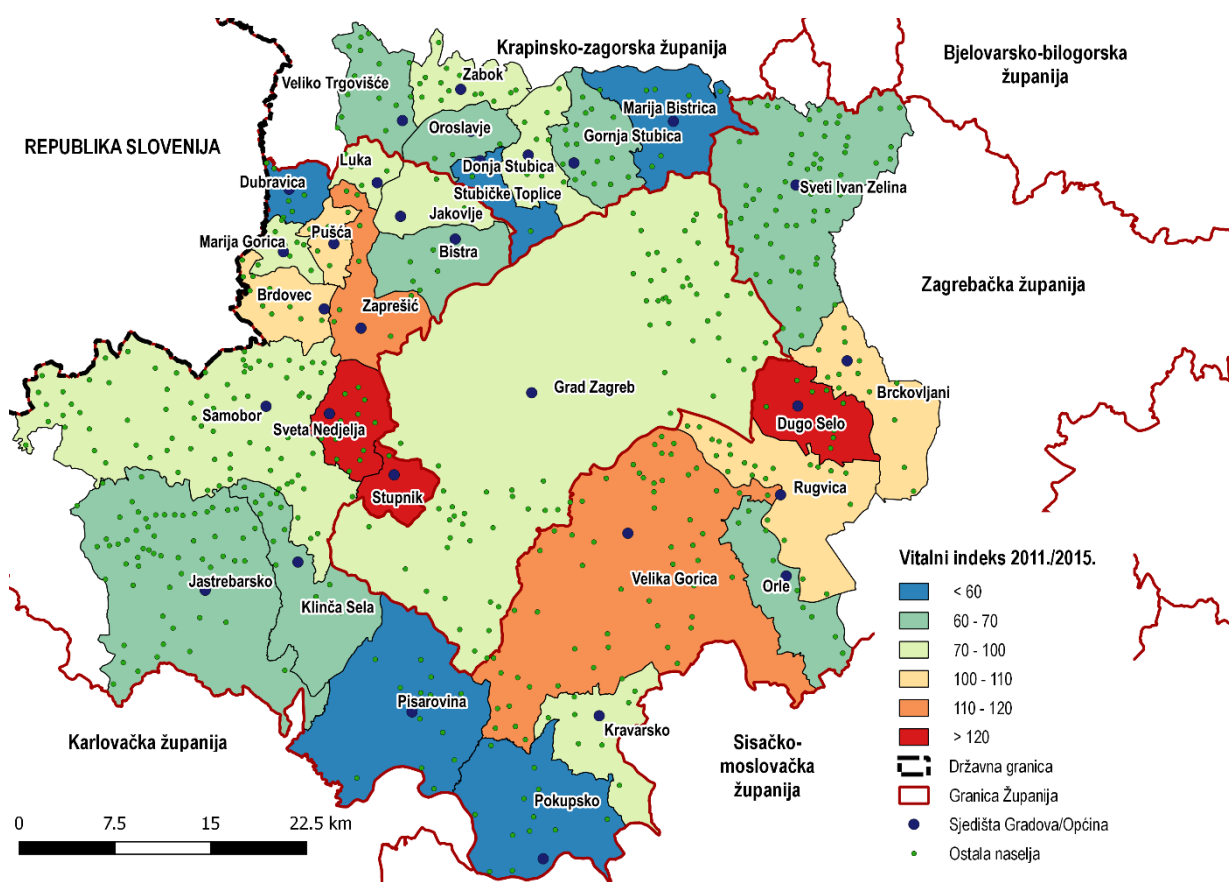 Krapinsko-zagorska županija
Bjelovarsko-bilogorska
županija
Zabok
Veliko Trgovišće
Marija Bistrica
Oroslavje
Gornja Stubica
REPUBLIKA SLOVENIJA
Luka
Donja Stubica
Dubravica
Stubičke Toplice
Sveti Ivan Zelina
Jakovlje
Pušća
Marija Gorica
Bistra
Zagrebačka županija
Brdovec
Zaprešić
Grad Zagreb
Brckovljani
Samobor
Sveta Nedjelja
Dugo Selo
Stupnik
Rugvica
Vitalni indeks 2011./2015.
< 60
60 - 70
70 - 100
100 - 110
110 - 120
> 120
Državna granica
Granica Županija
Sjedišta Gradova/Općina
Ostala naselja
Jastrebarsko
Velika Gorica
Orle
Klinča Sela
Pisarovina
Kravarsko
Karlovačka županija
Sisačko-
moslovačka
županija
Pokupsko
0 7.5 15 22.5 km